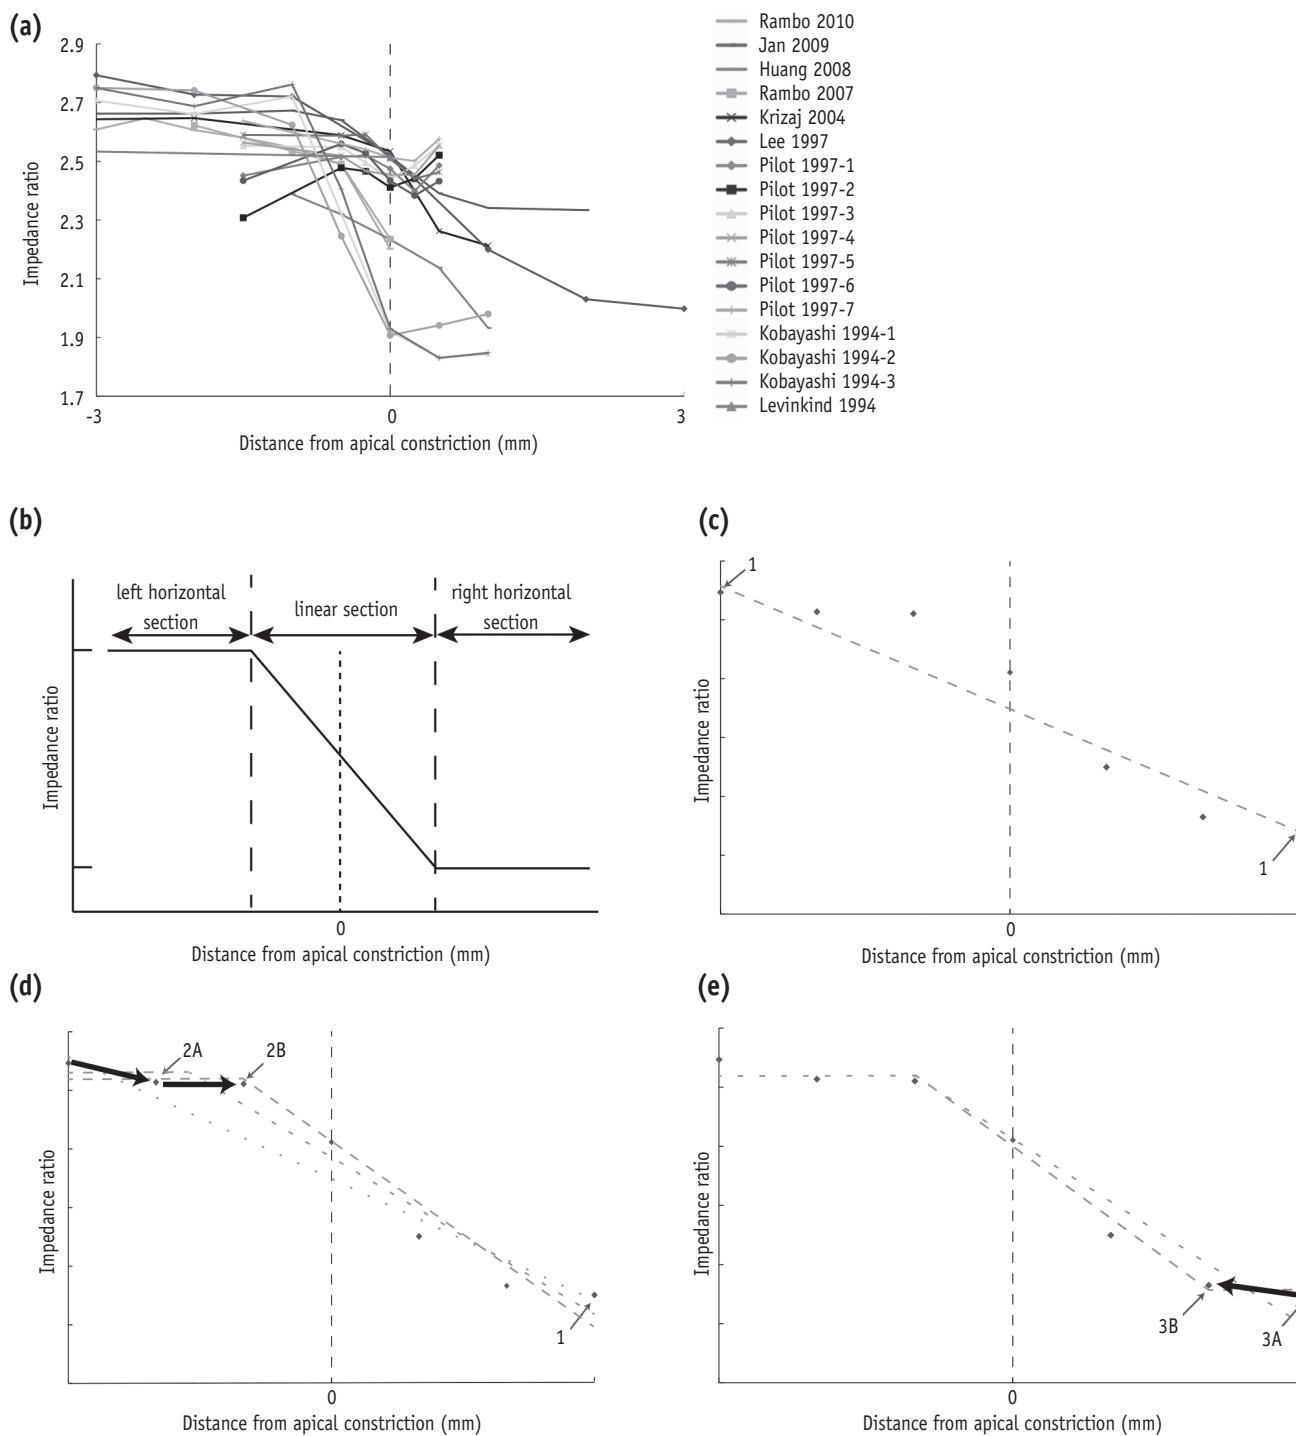 (a)
2.9
2.7
2.5
2.3
2.1
1.9
1.7
-3
0
3
Impedance ratio
Distance from apical constriction (mm)
Rambo 2010
Jan 2009
Huang 2008
Rambo 2007
Krizaj 2004
Lee 1997
Pilot 1997-1
Pilot 1997-2
Pilot 1997-3
Pilot 1997-4
Pilot 1997-5
Pilot 1997-6
Pilot 1997-7
Kobayashi 1994-1
Kobayashi 1994-2
Kobayashi 1994-3
Levinkind 1994
(b)
left horizontal
section
linear section
right horizontal
section
Impedance ratio
0
Distance from apical constriction (mm)
(c)
1
1
Impedance ratio
0
Distance from apical constriction (mm)
(d)
2A
2B
1
Impedance ratio
0
Distance from apical constriction (mm)
(e)
3B
3A
Impedance ratio
0
Distance from apical constriction (mm)